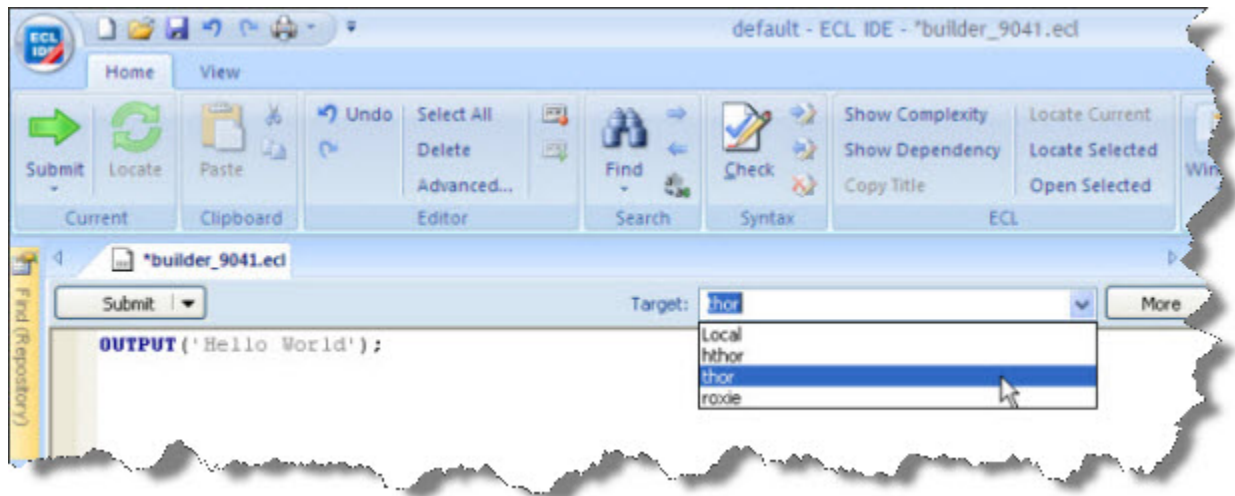 ECL IDE
default - ECL IDE - *builder_9041.ecl
Home View
Submit Locate Paste Undo Select All Delete Advanced... Find Check Show Complexity Locate Current
Show Dependency Locate Selected
Copy Title Open Selected
Current Clipboard Editor Search Syntax ECL
*builder_9041.ecl
Submit Target: thor More
Find (Repository)
OUTPUT('Hello World');
Local
hthor
thor
roxie